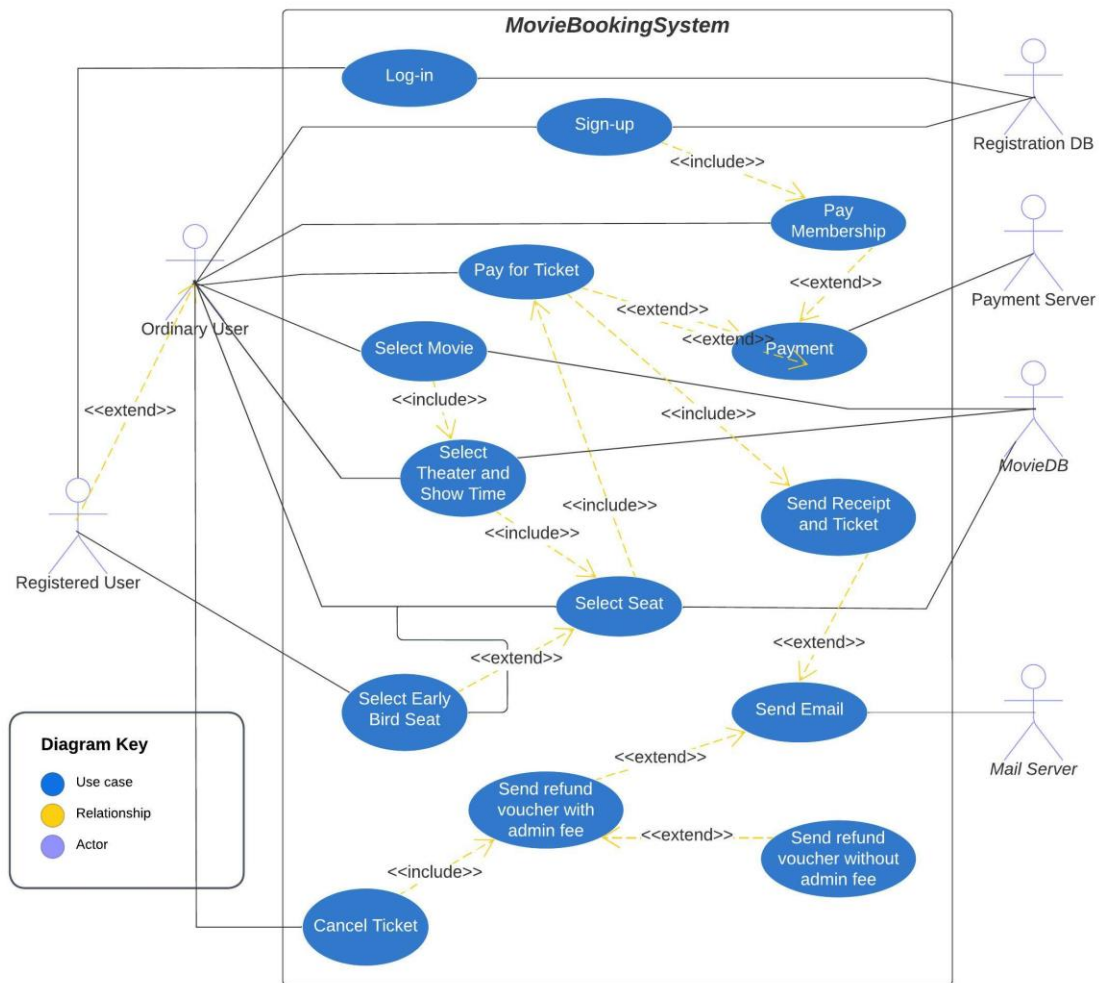 MovieBookingSystem
Log-in
Sign-up
<<include>>
Registration DB
Pay
Membership
Pay for Ticket
<<extend>>
<<extend>>
<<extend>>
Payment
Payment Server
Ordinary User
Select Movie
<<include>>
<<extend>>
<<include>>
Select
Theater and
Show Time
MovieDB
Send Receipt
and Ticket
<<include>>
<<include>>
Registered User
Select Seat
<<extend>>
<<extend>>
Select Early
Bird Seat
Send Email
Mail Server
<<extend>>
Send refund
voucher with
admin fee
<<extend>>
Send refund
voucher without
admin fee
<<include>>
Cancel Ticket
Diagram Key
Use case
Relationship
Actor